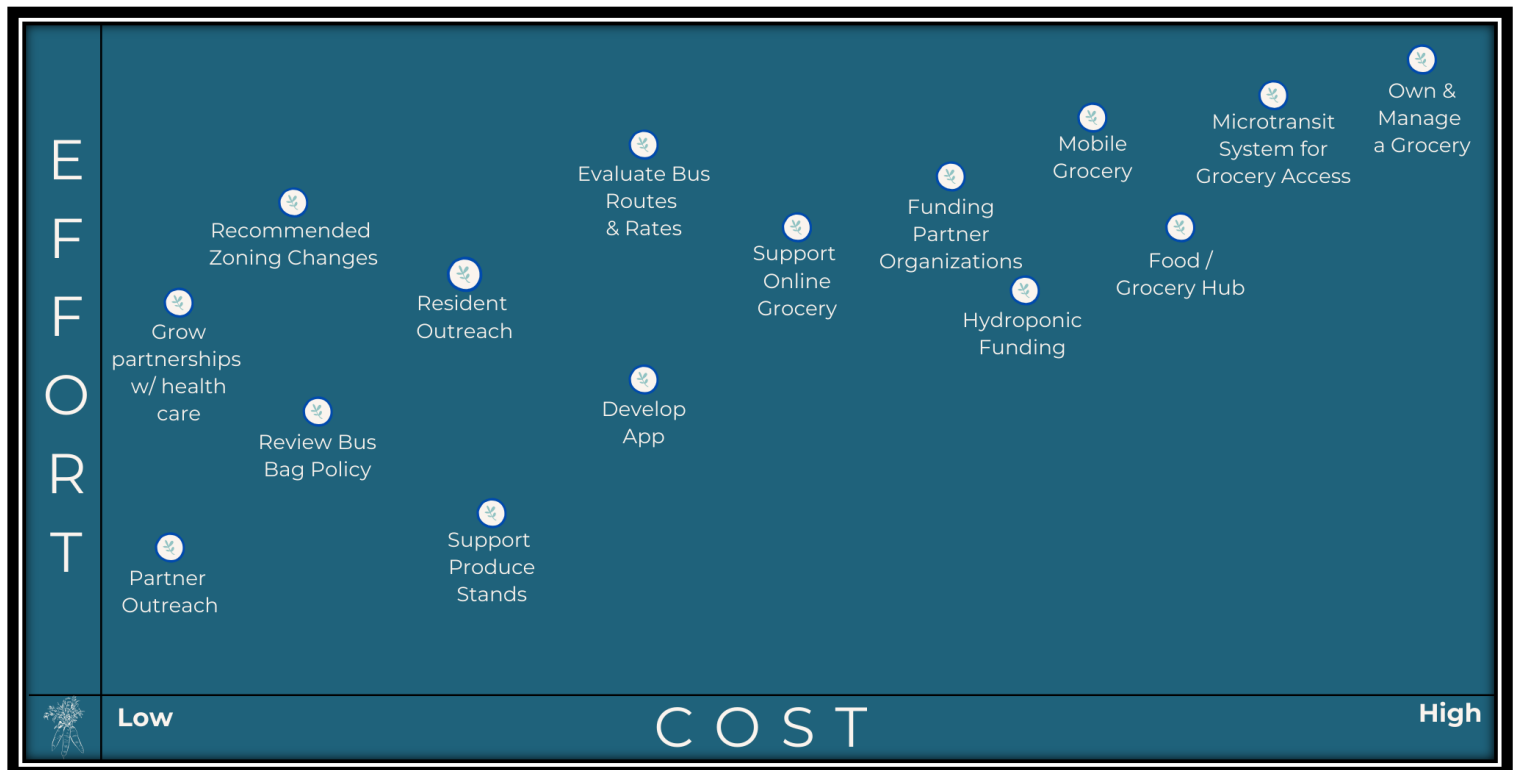 EFFORT
Own &
Manage
a Grocery
Microtransit
System for
Grocery Access
Mobile
Grocery
Evaluate Bus
Routes
& Rates
Funding
Partner
Organizations
Recommended
Zoning Changes
Support
Online
Grocery
Food /
Grocery Hub
Resident
Outreach
Hydroponic
Funding
Grow
partnerships
w/ health
care
Develop
App
Review Bus
Bag Policy
Support
Produce
Stands
Partner
Outreach
Low
COST
High